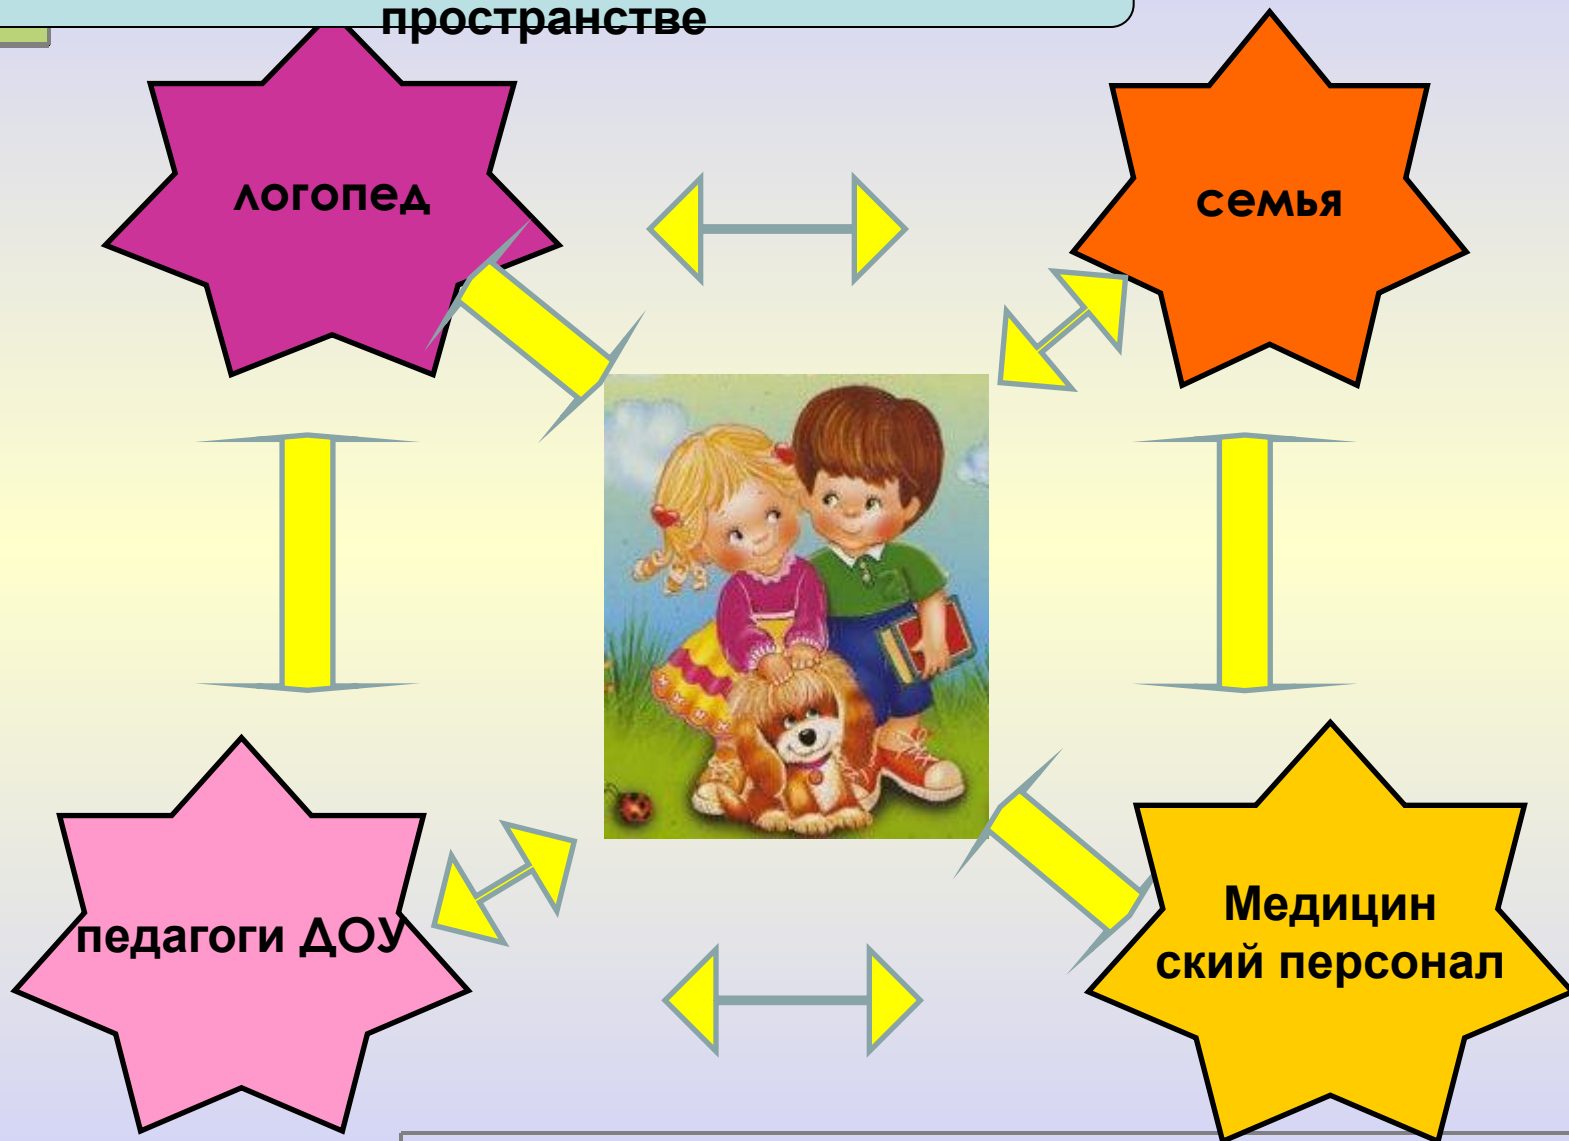 пространстве
логопед
семья
педагоги ДОУ
Медицин
ский персонал